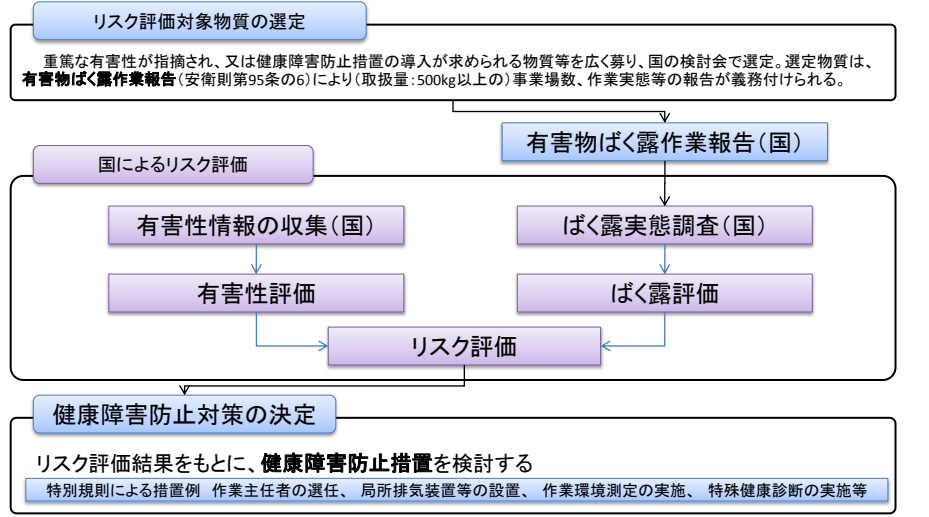 リスク評価対象物質の選定
重篤な有害性が指摘され、又は健康障害防止措置の導入が求められる物質等を広く募り、国の検討会で選定。選定物質は、
有害物ばく露作業報告(安衛則第95条の6)により(取扱量:500kg以上の)事業場数、作業実態等の報告が義務付けられる。
有害物ばく露作業報告(国)
国によるリスク評価
有害性情報の収集(国)
ばく露実態調査(国)
有害性評価
ばく露評価
リスク評価
健康障害防止対策の決定
リスク評価結果をもとに、健康障害防止措置を検討する
特別規則による措置例 作業主任者の選任、 局所排気装置等の設置、 作業環境測定の実施、 特殊健康診断の実施等